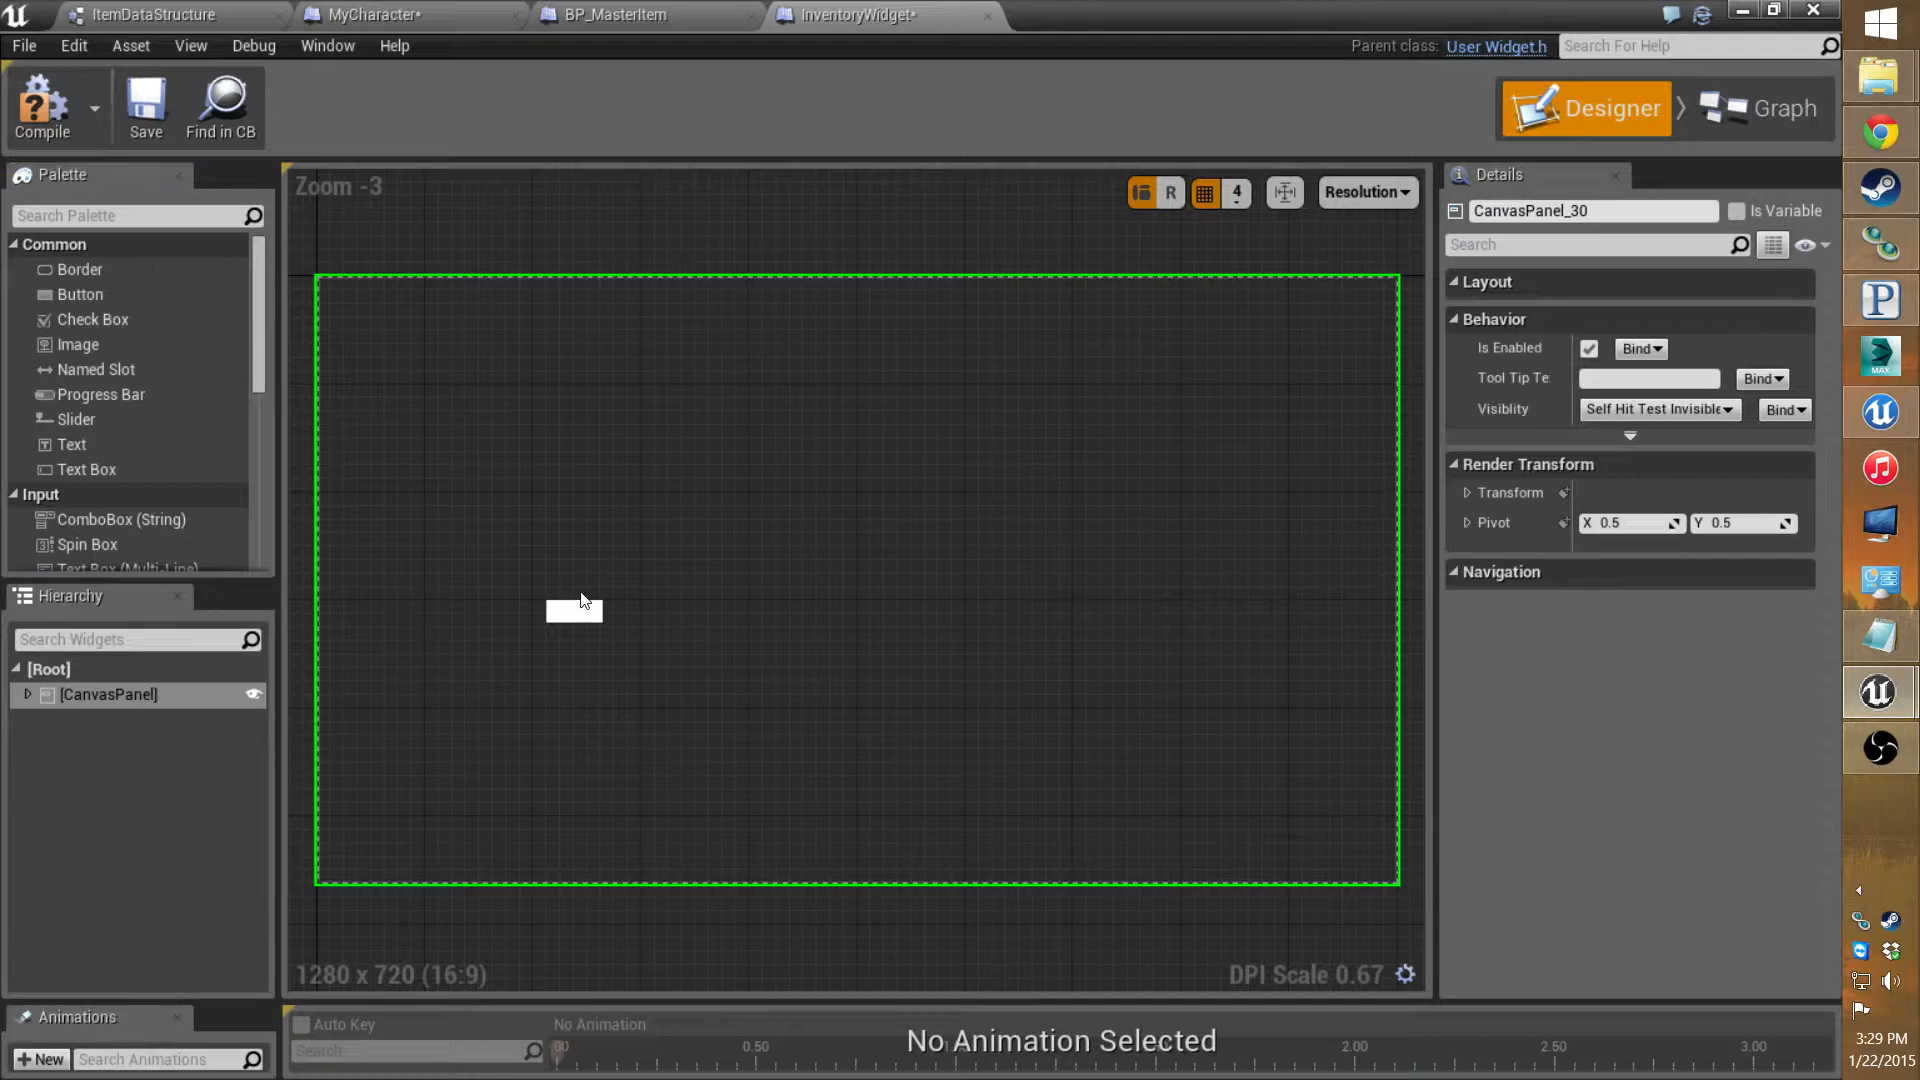 ItemDataStructure
MyCharacter*
BP_MasterItem
InventoryWidget*
File
Edit
Asset
View
Debug
Window
Help
Parent class:
User Widget.h
Search For Help
Compile
Save
Find in CB
Designer
Graph
Palette
Search Palette
Common
Border
Button
Check Box
Image
Named Slot
Progress Bar
Slider
Text
Text Box
Input
ComboBox (String)
Spin Box
Text Box (Multi-Line)
Hierarchy
Search Widgets
[Root]
[CanvasPanel]
Animations
+ New
Search Animations
Zoom -3
R
4
Resolution
1280 x 720 (16:9)
DPI Scale 0.67
Details
CanvasPanel_30
Is Variable
Search
Layout
Behavior
Is Enabled
Bind
Tool Tip Te
Bind
Visiblity
Self Hit Test Invisible
Bind
Render Transform
Transform
Pivot
X 0.5
Y 0.5
Navigation
Auto Key
No Animation
Search
0.50
No Animation Selected
2.00
2.50
3.00
P
MAX
3:29 PM
1/22/2015